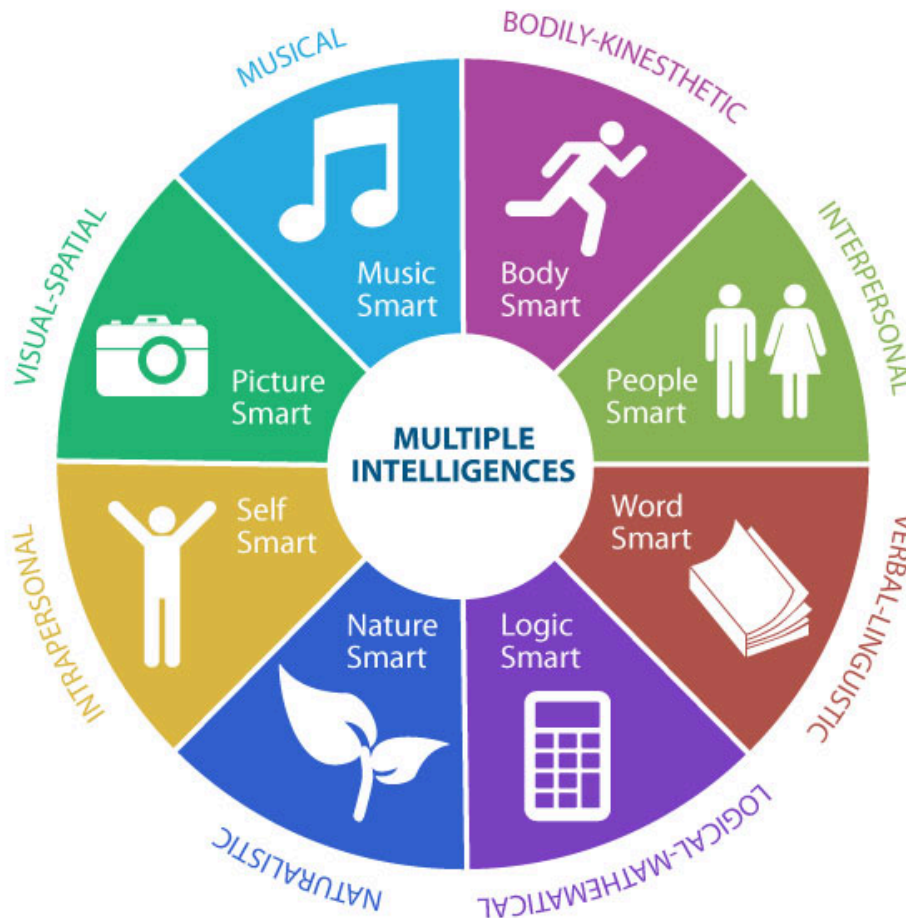 MUSICAL
BODILY-KINESTHETIC
INTERPERSONAL
VERBAL-LINGUISTIC
LOGICAL-MATHEMATICAL
NATURALISTIC
INTRAPERSONAL
VISUAL-SPATIAL
Music
Smart
Body
Smart
People
Smart
Word
Smart
Logic
Smart
Nature
Smart
Self
Smart
Picture
Smart
MULTIPLE
INTELLIGENCES